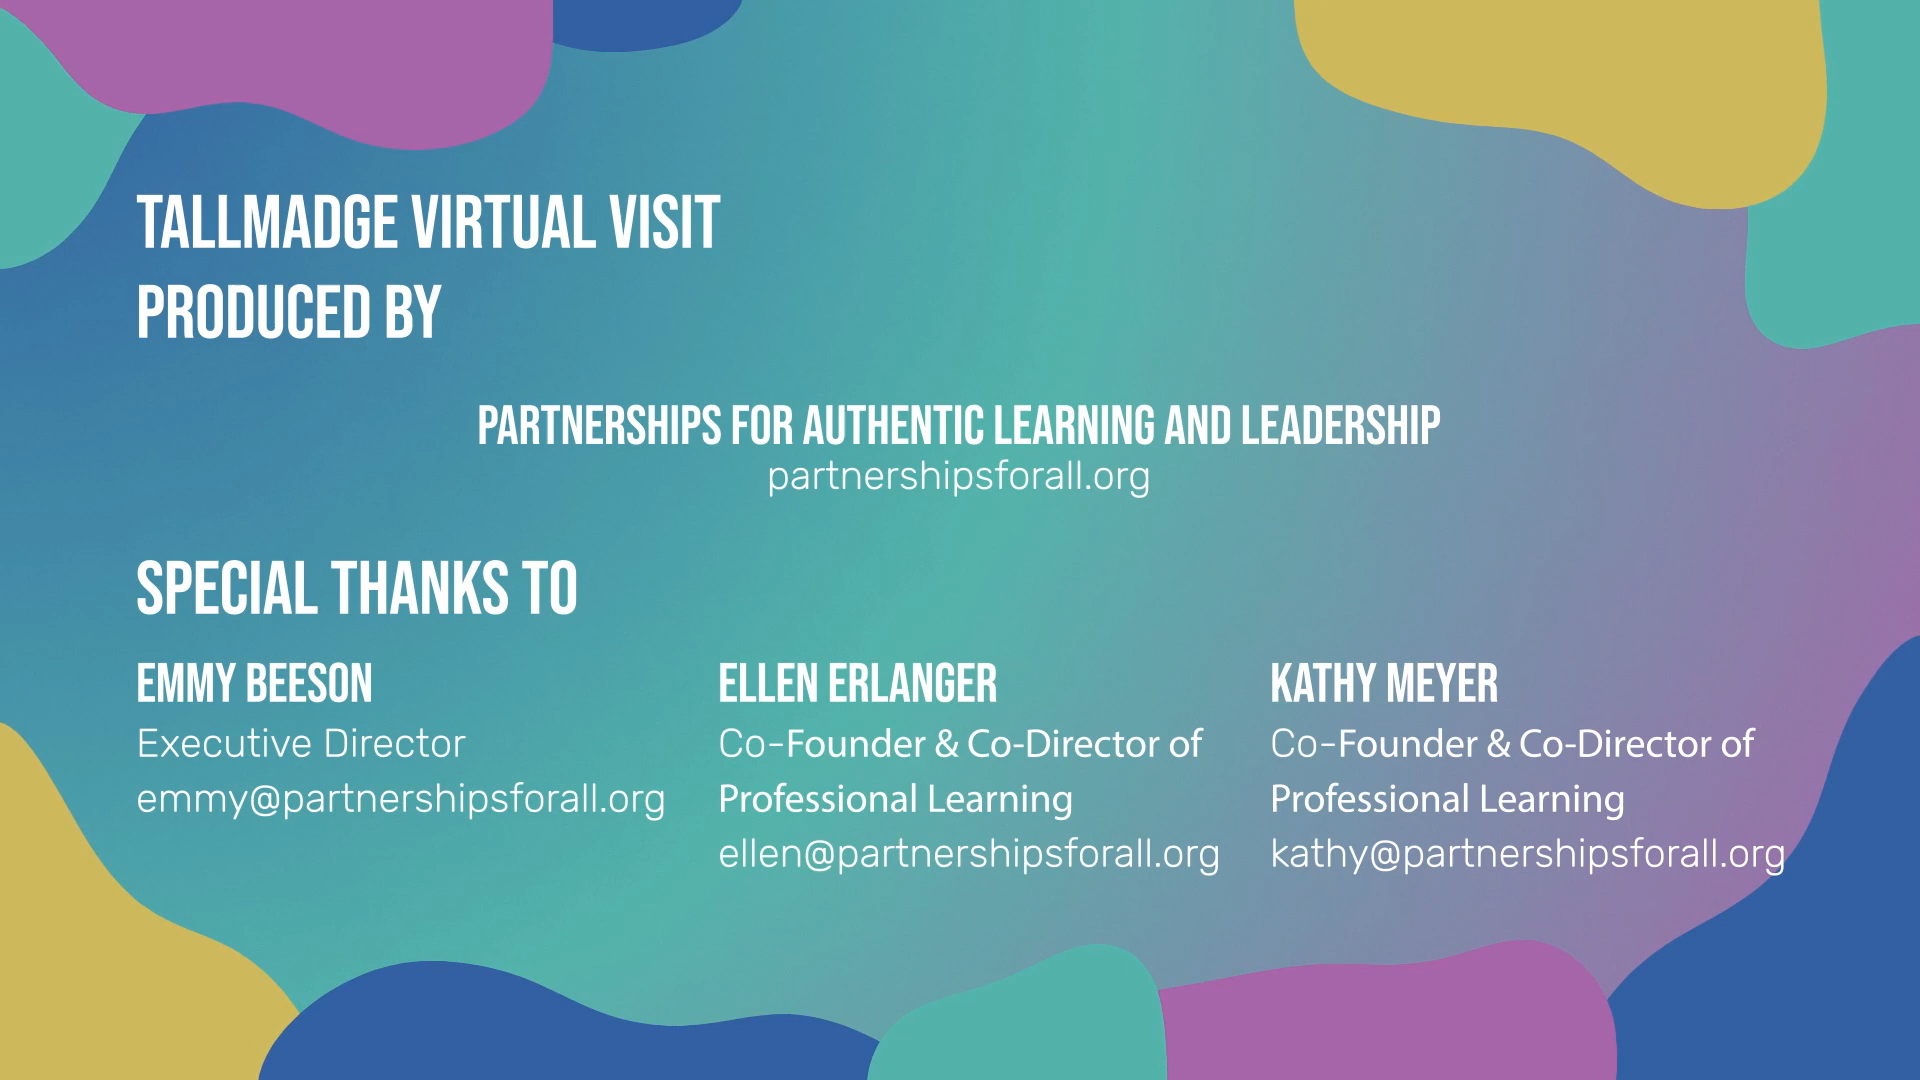 TALLMADGE VIRTUAL VISIT
PRODUCED BY
PARTNERSHIPS FOR AUTHENTIC LEARNING AND LEADERSHIP
partnershipsforall.org
SPECIAL THANKS TO
EMMY BEESON
Executive Director
emmy@partnershipsforall.org
ELLEN ERLANGER
Co-Founder & Co-Director of
Professional Learning
ellen@partnershipsforall.org
KATHY MEYER
Co-Founder & Co-Director of
Professional Learning
kathy@partnershipsforall.org